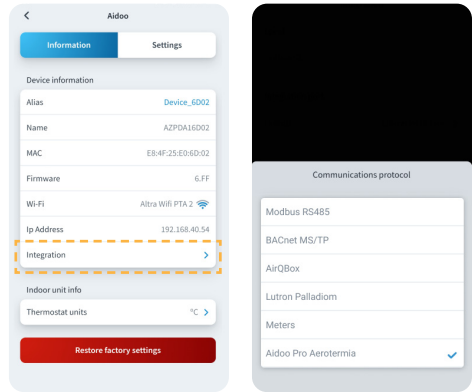 Aidoo
Information Settings
Device information
Alias Device_6D02
Name AZPDA16D02
MAC E8:4F:25:E0:6D:02
Firmware 6.FF
Wi-Fi Altra Wifi PTA 2
Ip Address 192.168.40.54
Integration
Indoor unit info
Thermostat units °C
Restore factory settings
Communications protocol
Modbus RS485
BACnet MS/TP
AirQBox
Lutron Palladiom
Meters
Aidoo Pro Aerotermia